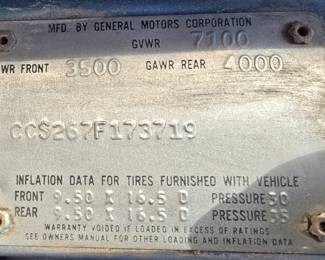 MFD. BY GENERAL MOTORS CORPORATION
GVWR 7100
WR FRONT 3500 GAWR REAR 4000
CCS267F173719
INFLATION DATA FOR TIRES FURNISHED WITH VEHICLE
FRONT 9.50 X 16.5 D PRESSURE 30
REAR 9.50 X 16.5 D PRESSURE 55
WARRANTY VOIDED IF LOADED IN EXCESS OF RATINGS
SEE OWNERS MANUAL FOR OTHER LOADING AND INFLATION DATA